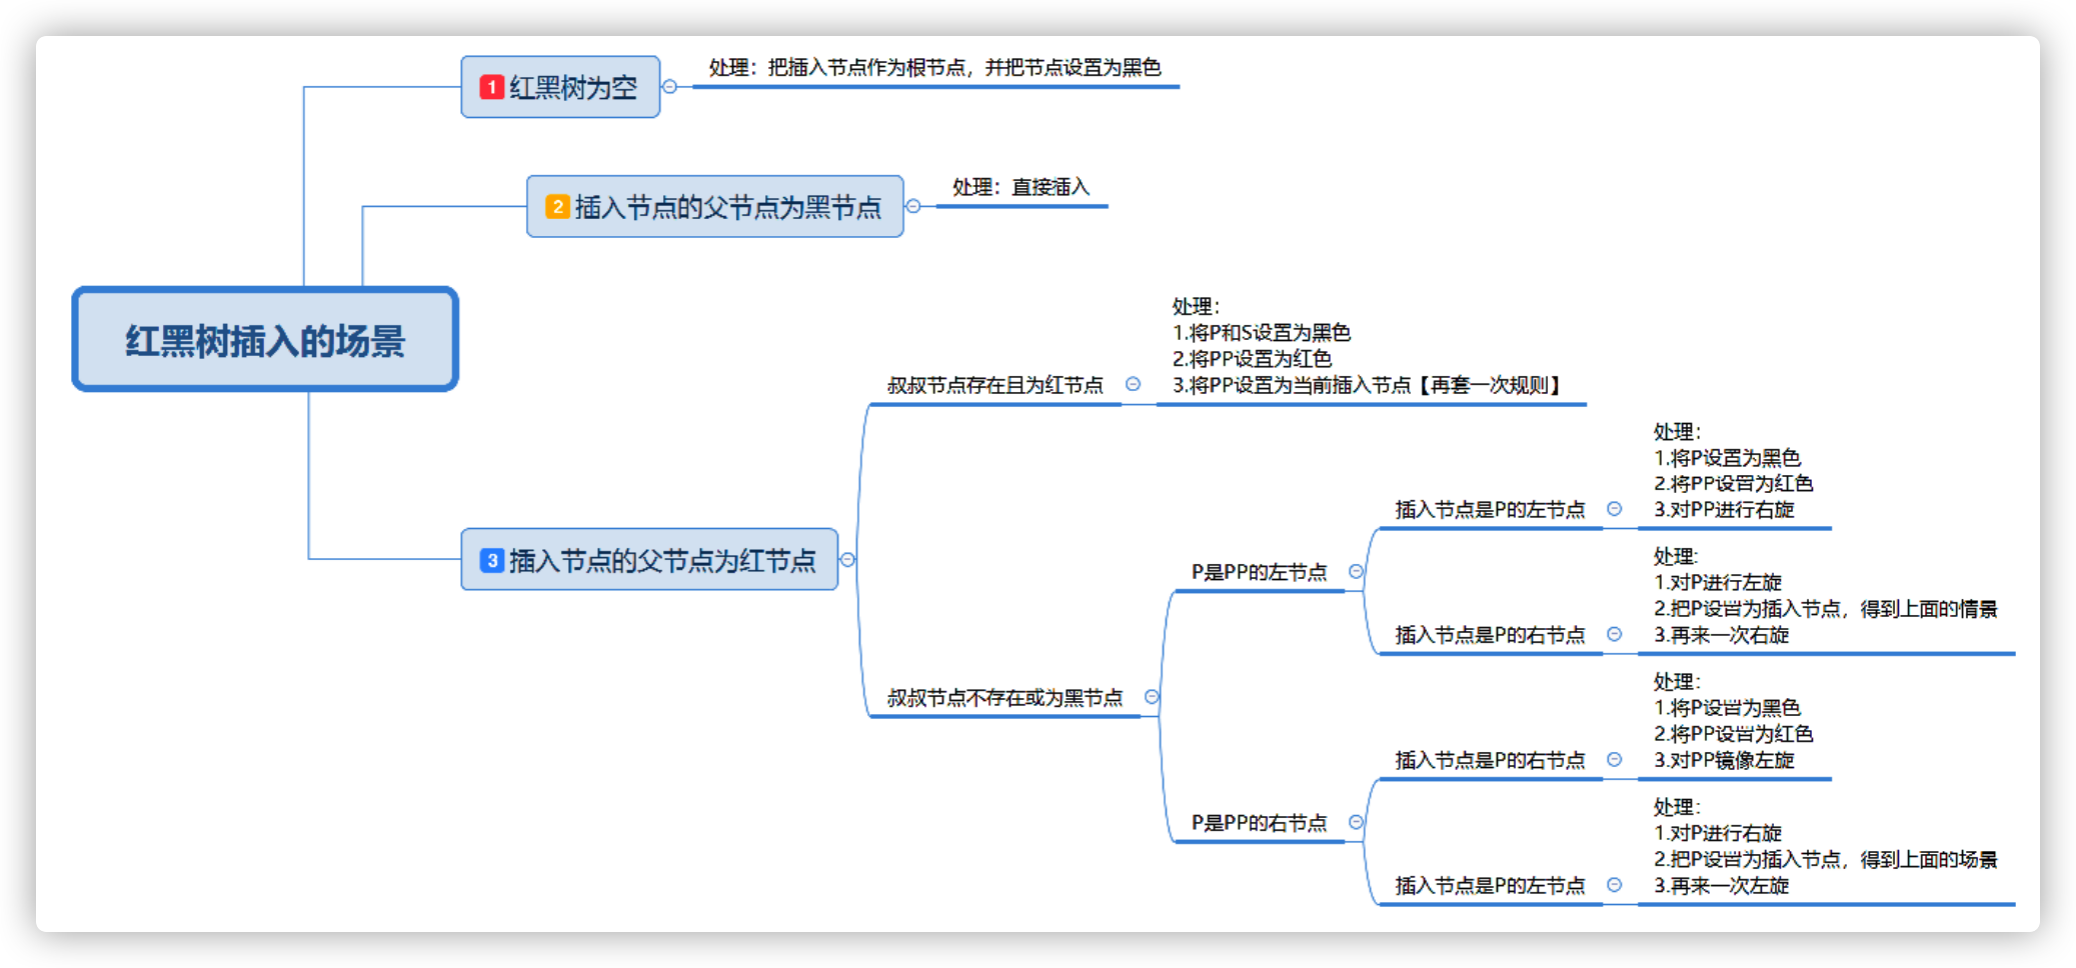 红黑树插入的场景
1 红黑树为空
处理：把插入节点作为根节点，并把节点设置为黑色
2 插入节点的父节点为黑节点
处理：直接插入
3 插入节点的父节点为红节点
叔叔节点存在且为红节点
处理：
1.将P和S设置为黑色
2.将PP设置为红色
3.将PP设置为当前插入节点【再套一次规则】
叔叔节点不存在或为黑节点
P是PP的左节点
插入节点是P的左节点
处理：
1.将P设置为黑色
2.将PP设置为红色
3.对PP进行右旋
插入节点是P的右节点
处理:
1.对P进行左旋
2.把P设置为插入节点，得到上面的情景
3.再来一次右旋
P是PP的右节点
插入节点是P的右节点
处理：
1.将P设置为黑色
2.将PP设置为红色
3.对PP镜像左旋
插入节点是P的左节点
处理：
1.对P进行右旋
2.把P设置为插入节点，得到上面的场景
3.再来一次左旋